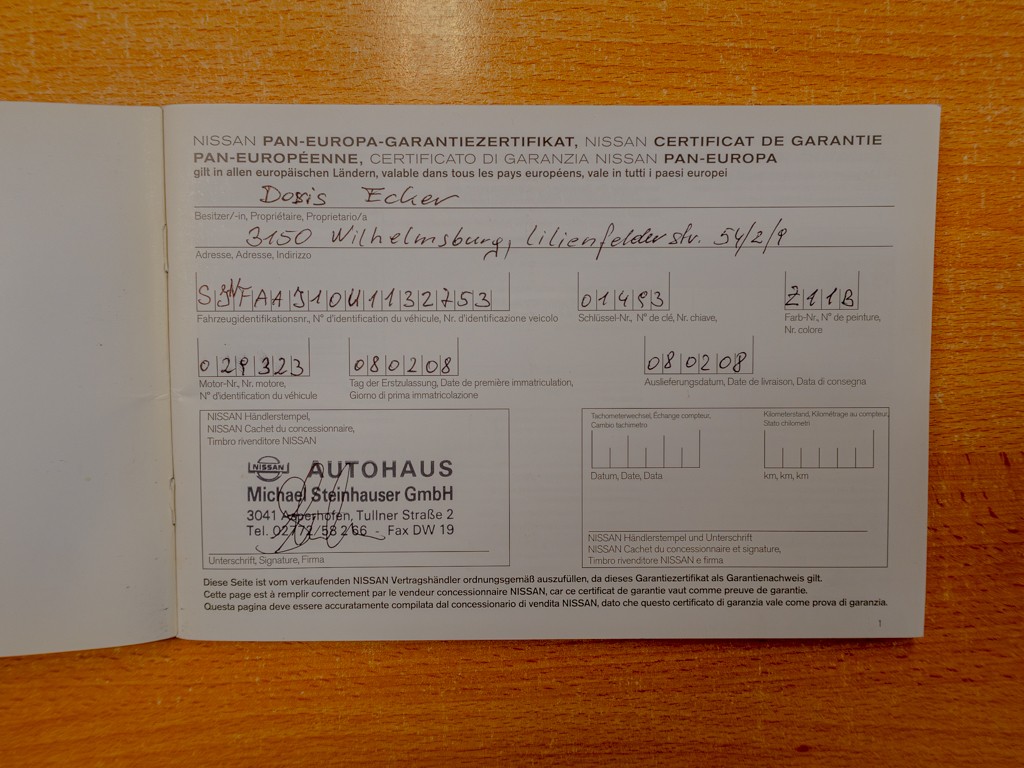 NISSAN PAN-EUROPA-GARANTIEZERTIFIKAT, NISSAN CERTIFICAT DE GARANTIE
PAN-EUROPÉENNE, CERTIFICATO DI GARANZIA NISSAN PAN-EUROPA
gilt in allen europäischen Ländern, valable dans tous les pays européens, vale in tutti i paesi europei
Doris Ecker
Besitzer/-in, Propriétaire, Proprietario/a
3150 Wilhelmsburg, Lilienfelder str. 54/2/9
Adresse, Adresse, Indirizzo
SJNFAAJ10U1132753 01493 Z11B
Fahrzeugidentifikationsnr., N° d'identification du véhicule, Nr. d'identificazione veicolo Schlüssel-Nr., N° de clé, Nr. chiave, Farb-Nr., N° de peinture,
Nr. colore
029323 080208 080208
Motor-Nr., Nr. motore, Tag der Erstzulassung, Date de première immatriculation, Auslieferungsdatum, Date de livraison, Data di consegna
N° d'identification du véhicule Giorno di prima immatricolazione
NISSAN Händlerstempel,
NISSAN Cachet du concessionnaire,
Timbro rivenditore NISSAN
NISSAN AUTOHAUS
Michael Steinhauser GmbH
3041 Asperhofen, Tullner Straße 2
Tel. 02772/58 2 66 - Fax DW 19
Unterschrift, Signature, Firma
Tachometerwechsel, Échange compteur, Kilometerstand, Kilométrage au compteur,
Cambio tachimetro Stato chilometri
Datum, Date, Data km, km, km
NISSAN Händlerstempel und Unterschrift
NISSAN Cachet du concessionnaire et signature,
Timbro rivenditore NISSAN e firma
Diese Seite ist vom verkaufenden NISSAN Vertragshändler ordnungsgemäß auszufüllen, da dieses Garantiezertifikat als Garantienachweis gilt.
Cette page est à remplir correctement par le vendeur concessionnaire NISSAN, car ce certificat de garantie vaut comme preuve de garantie.
Questa pagina deve essere accuratamente compilata dal concessionario di vendita NISSAN, dato che questo certificato di garanzia vale come prova di garanzia.
1